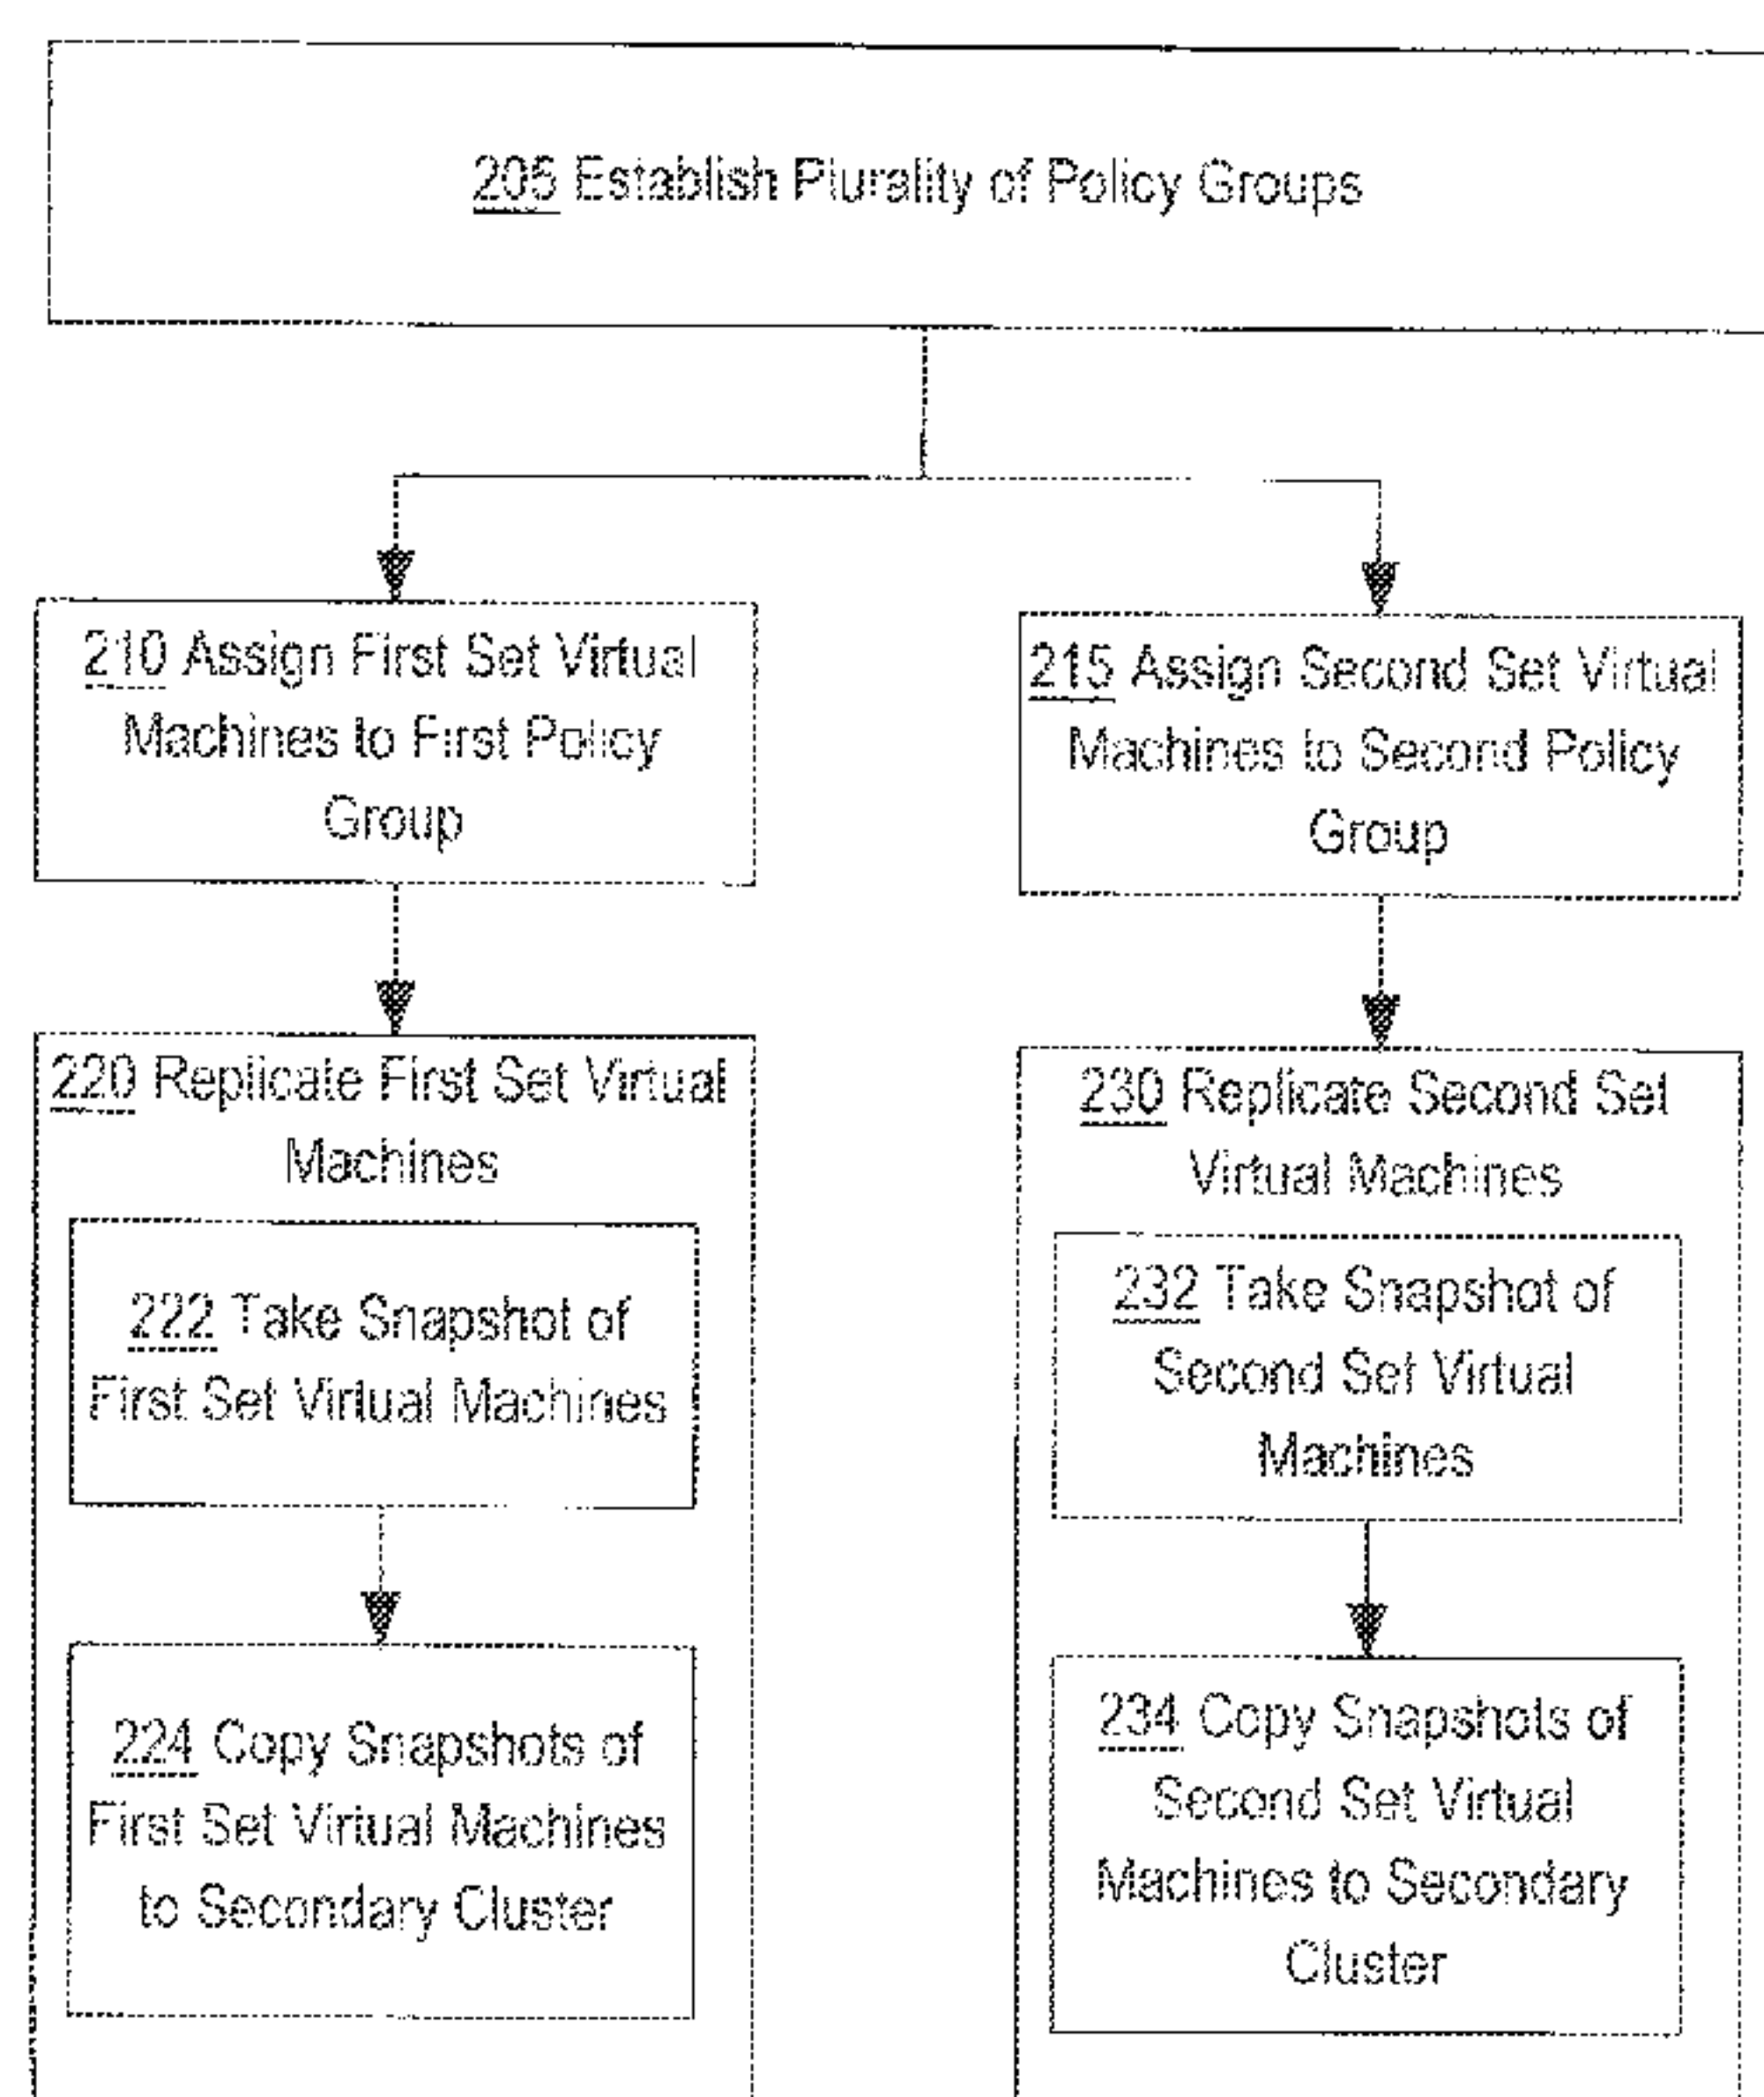 205 Establish Plurality of Policy Groups
210 Assign First Set Virtual
Machines to First Policy
Group
215 Assign Second Set Virtual
Machines to Second Policy
Group
220 Replicate First Set Virtual
Machines
222 Take Snapshot of
First Set Virtual Machines
224 Copy Snapshots of
First Set Virtual Machines
to Secondary Cluster
230 Replicate Second Set
Virtual Machines
232 Take Snapshot of
Second Set Virtual
Machines
234 Copy Snapshots of
Second Set Virtual
Machines to Secondary
Cluster